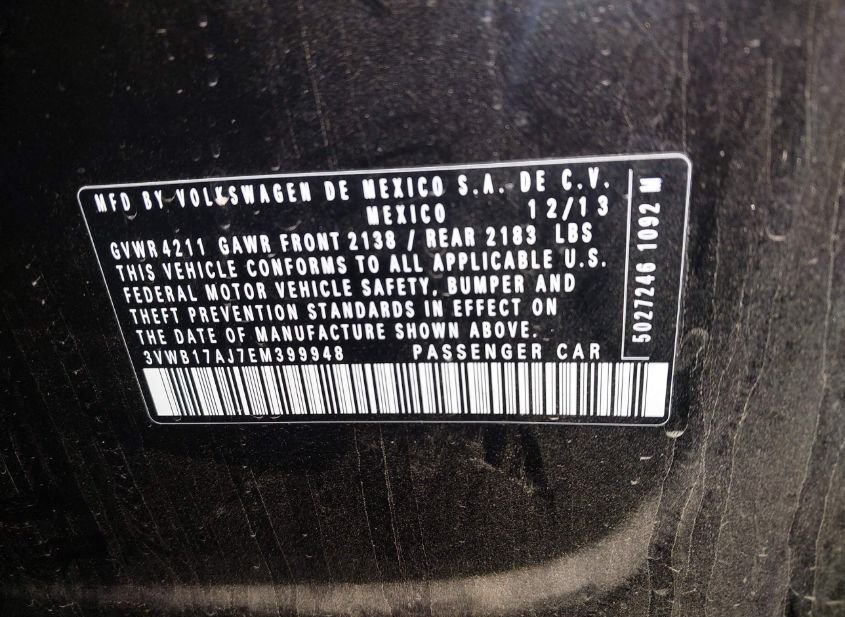 MFD BY VOLKSWAGEN DE MEXICO S.A. DE C.V.
MEXICO 12/13
GVWR 4211 GAWR FRONT 2138 / REAR 2183 LBS
THIS VEHICLE CONFORMS TO ALL APPLICABLE U.S.
FEDERAL MOTOR VEHICLE SAFETY, BUMPER AND
THEFT PREVENTION STANDARDS IN EFFECT ON
THE DATE OF MANUFACTURE SHOWN ABOVE.
3VWB17AJ7EM399948 PASSENGER CAR
5027246 1092 M